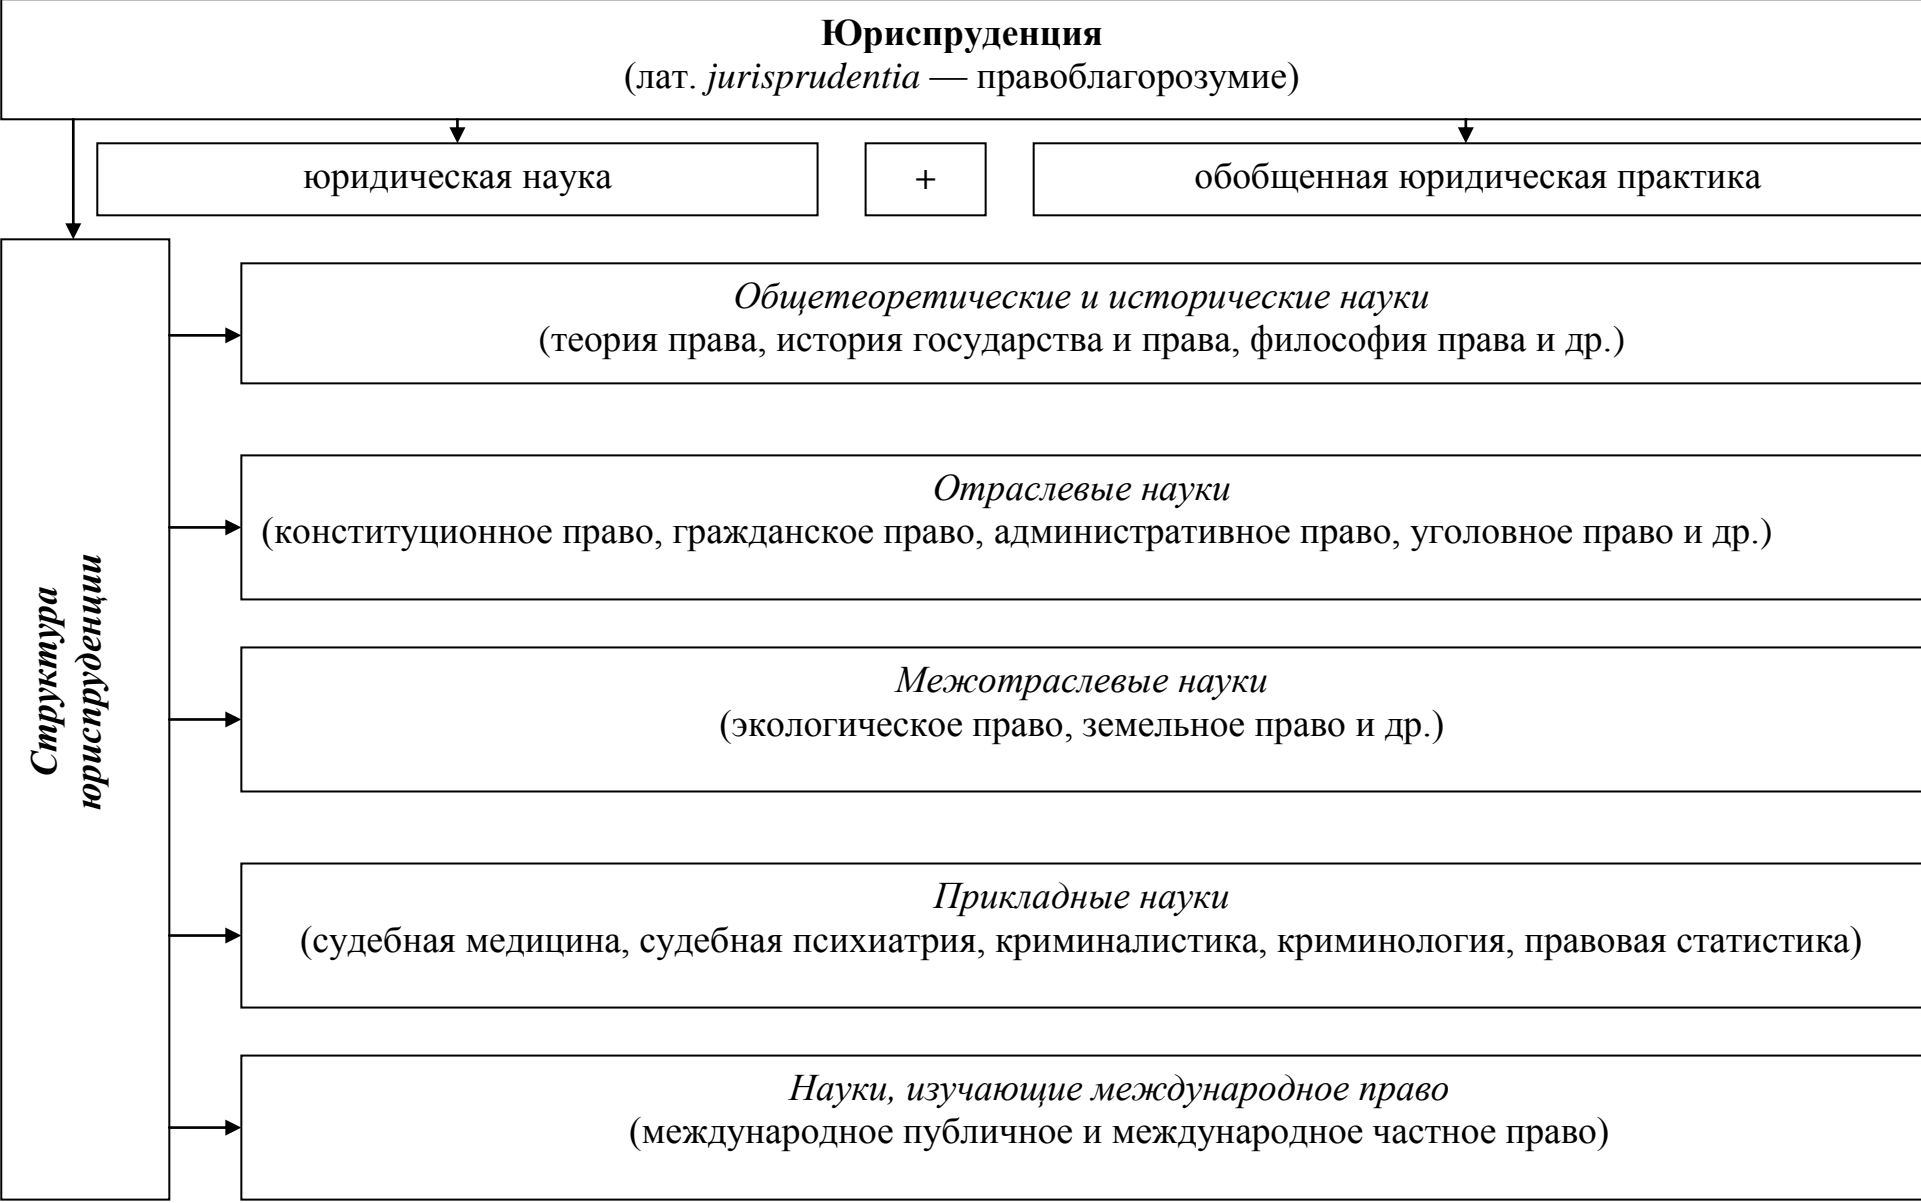 Юриспруденция
(лат. jurisprudentia — правоблагорозумие)
юридическая наука
+
обобщенная юридическая практика
Структура
юриспруденции
Общетеоретические и исторические науки
(теория права, история государства и права, философия права и др.)
Отраслевые науки
(конституционное право, гражданское право, административное право, уголовное право и др.)
Межотраслевые науки
(экологическое право, земельное право и др.)
Прикладные науки
(судебная медицина, судебная психиатрия, криминалистика, криминология, правовая статистика)
Науки, изучающие международное право
(международное публичное и международное частное право)